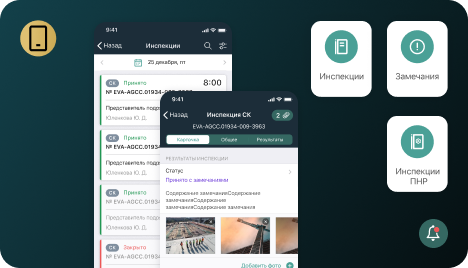 9:41
Назад
Инспекции
25 декабря, пт
СК
Принято
8:00
№ EVA-AGCC.01934-009-3963
Представитель подр
Юленкова Ю. Д.
СК
Принято
№ EVA-AGCC.01934
Представитель подр
Юленкова Ю. Д.
СК
Принято
№ EVA-AGCC.01934
Представитель подр
Юленкова Ю. Д.
СК
Закрыто
№ EVA-AGCC.01934
9:41
Назад
Инспекция СК
2
EVA-AGCC.01934-009-3963
Карточка
Общее
Результаты
РЕЗУЛЬТАТЫ ИНСПЕКЦИИ
Статус
Принято с замечаниями
Содержания замечанияСодержание
замечанияСодержание
замечанияСодержание замечания
Добавить фото
Инспекции
Замечания
Инспекции
ПНР